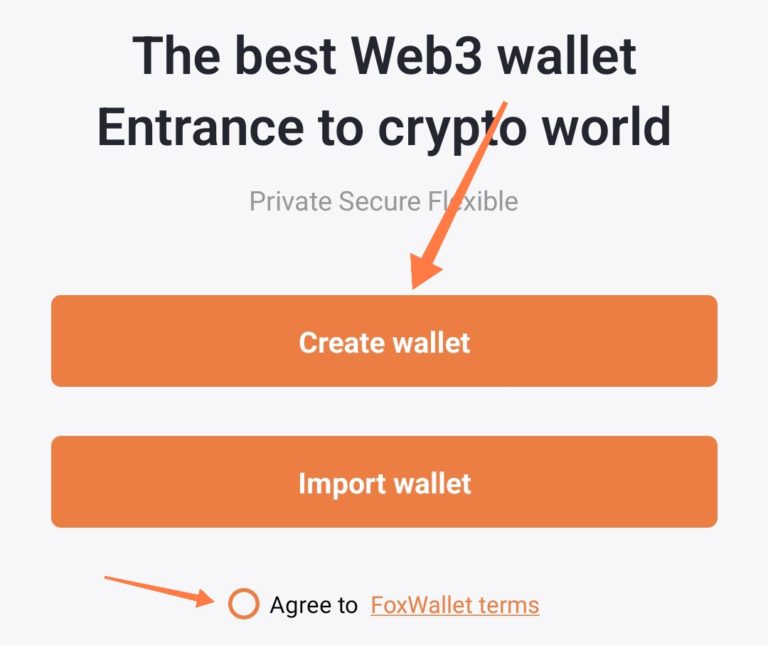 The best Web3 wallet
Entrance to crypto world
Private Secure Flexible
Create wallet
Import wallet
Agree to FoxWallet terms